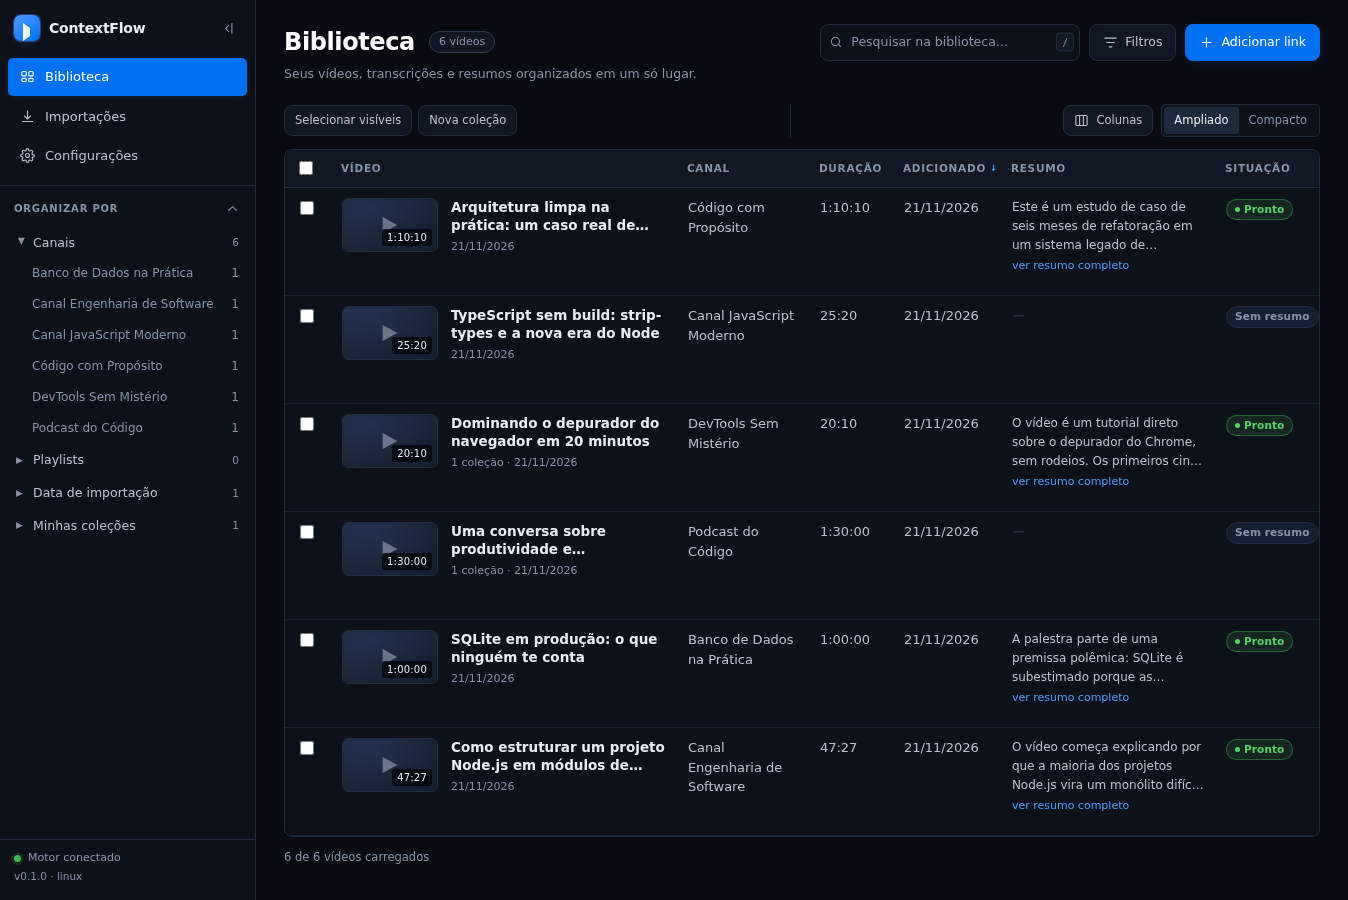 ContextFlow
Biblioteca
Importações
Configurações
ORGANIZAR POR
Canais 6
Banco de Dados na Prática 1
Canal Engenharia de Software 1
Canal JavaScript Moderno 1
Código com Propósito 1
DevTools Sem Mistério 1
Podcast do Código 1
Playlists 0
Data de importação 1
Minhas coleções 1
Motor conectado
v0.1.0 · linux
Biblioteca 6 vídeos
Pesquisar na biblioteca... /
Filtros
Adicionar link
Seus vídeos, transcrições e resumos organizados em um só lugar.
Selecionar visíveis
Nova coleção
Colunas
Ampliado
Compacto
VÍDEO CANAL DURAÇÃO ADICIONADO ↓ RESUMO SITUAÇÃO
1:10:10
Arquitetura limpa na
prática: um caso real de…
21/11/2026
Código com
Propósito
1:10:10
21/11/2026
Este é um estudo de caso de
seis meses de refatoração em
um sistema legado de…
ver resumo completo
Pronto
25:20
TypeScript sem build: strip-
types e a nova era do Node
21/11/2026
Canal JavaScript
Moderno
25:20
21/11/2026
—
Sem resumo
20:10
Dominando o depurador do
navegador em 20 minutos
1 coleção · 21/11/2026
DevTools Sem
Mistério
20:10
21/11/2026
O vídeo é um tutorial direto
sobre o depurador do Chrome,
sem rodeios. Os primeiros cin…
ver resumo completo
Pronto
1:30:00
Uma conversa sobre
produtividade e…
1 coleção · 21/11/2026
Podcast do
Código
1:30:00
21/11/2026
—
Sem resumo
1:00:00
SQLite em produção: o que
ninguém te conta
21/11/2026
Banco de Dados
na Prática
1:00:00
21/11/2026
A palestra parte de uma
premissa polêmica: SQLite é
subestimado porque as…
ver resumo completo
Pronto
47:27
Como estruturar um projeto
Node.js em módulos de…
21/11/2026
Canal
Engenharia de
Software
47:27
21/11/2026
O vídeo começa explicando por
que a maioria dos projetos
Node.js vira um monólito difíc…
ver resumo completo
Pronto
6 de 6 vídeos carregados